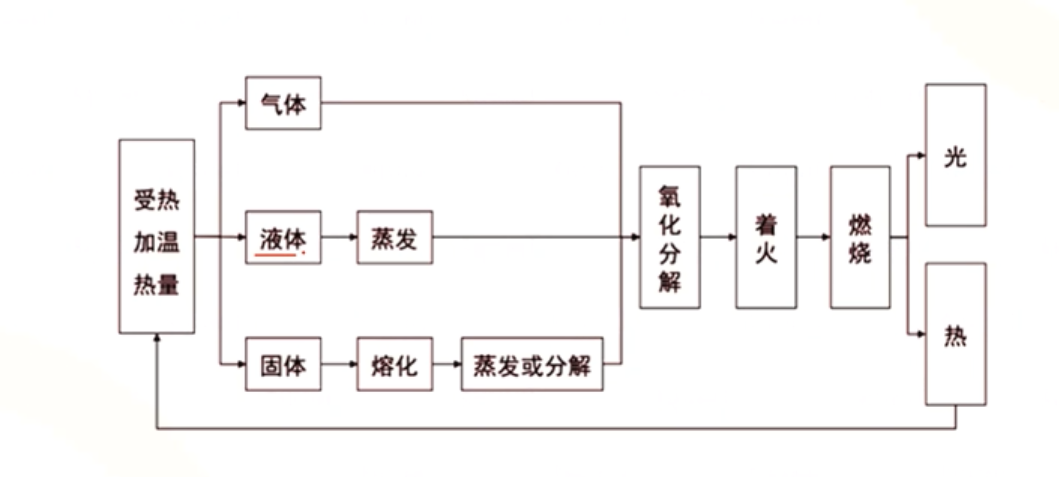 受热
加温
热量
气体
液体
蒸发
固体
熔化
蒸发或分解
氧
化
分
解
着
火
燃
烧
光
热